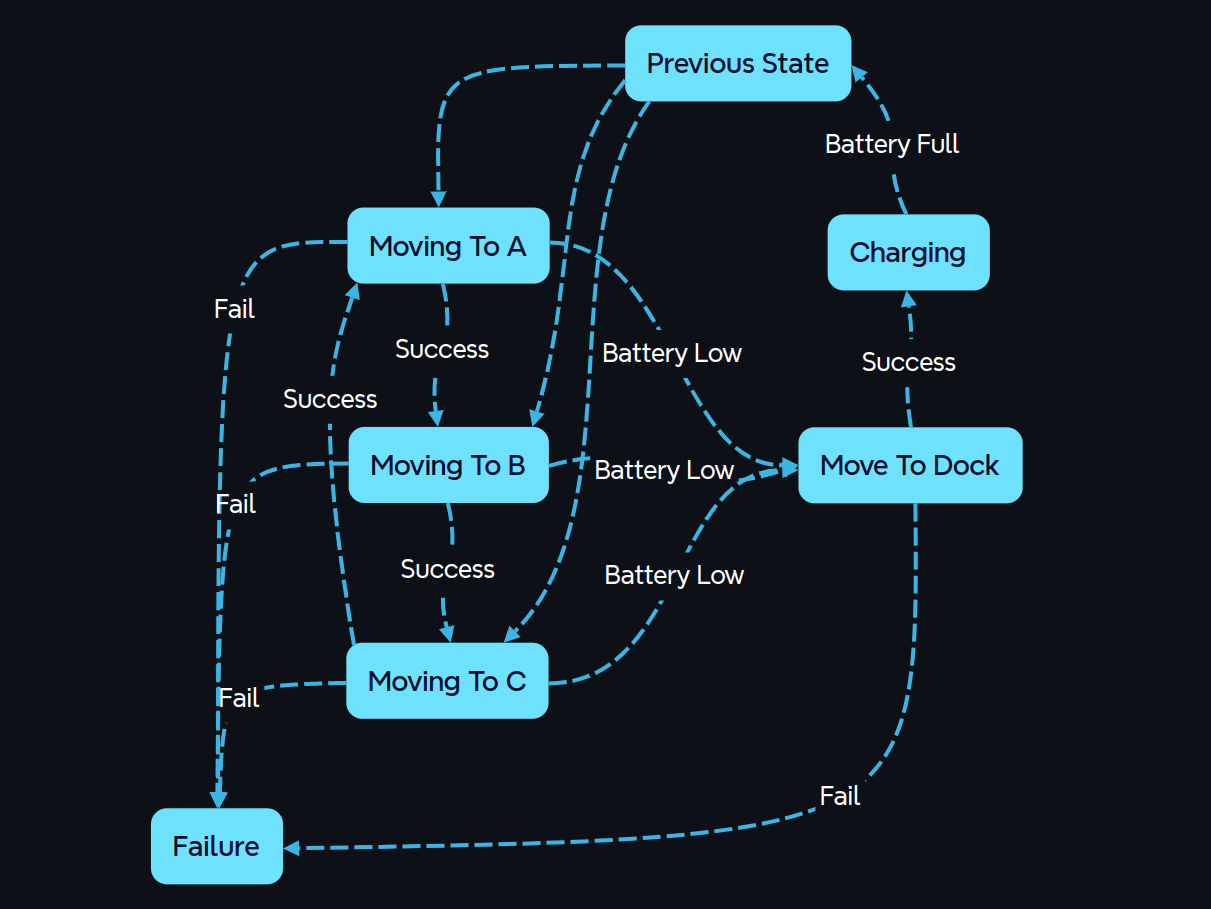 Previous State
Battery Full
Moving To A
Charging
Fail
Success
Battery Low
Success
Success
Moving To B
Battery Low
Move To Dock
Fail
Success
Battery Low
Moving To C
Fail
Fail
Failure